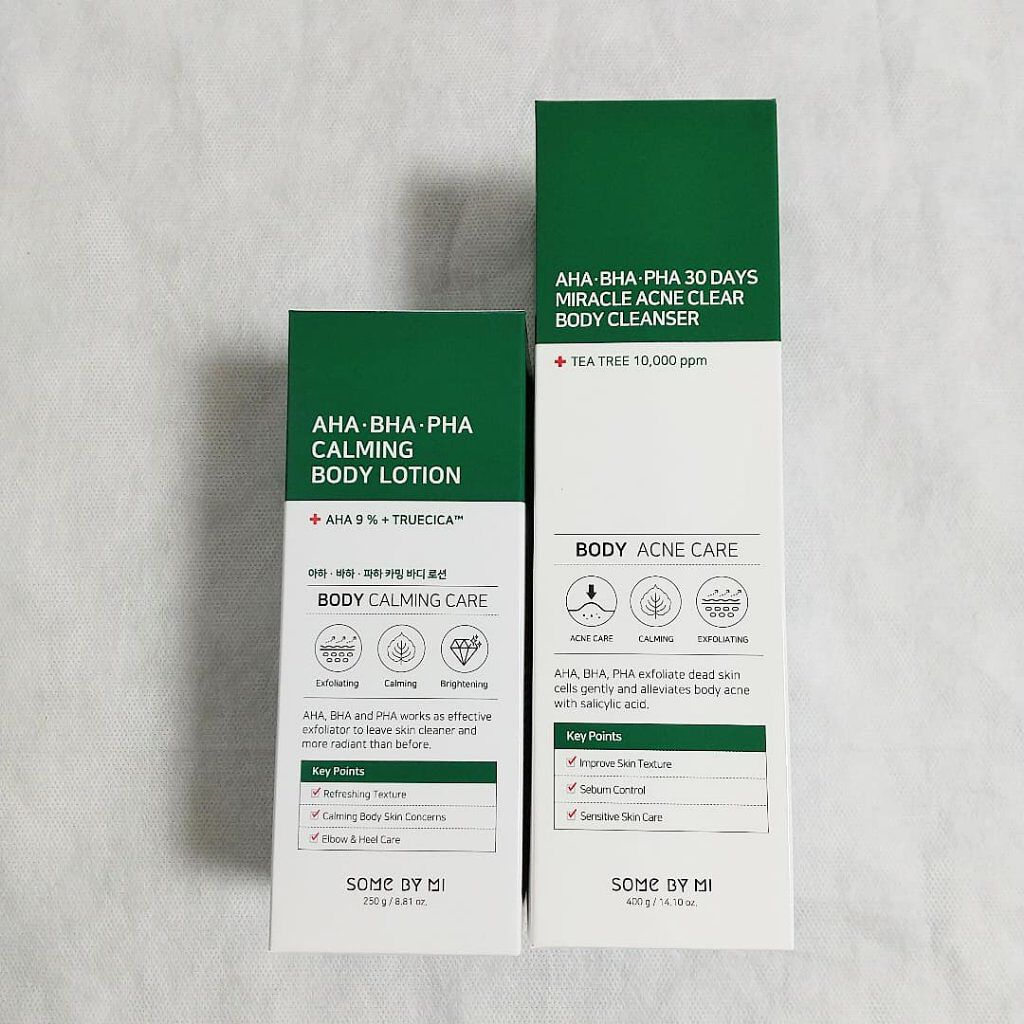 AHA·BHA·PHA
CALMING
BODY LOTION
AHA 9 % + TRUECICA™
아하 · 바하 · 파하 카밍 바디 로션
BODY CALMING CARE
Exfoliating
Calming
Brightening
AHA, BHA and PHA works as effective
exfoliator to leave skin cleaner and
more radiant than before.
Key Points
Refreshing Texture
Calming Body Skin Concerns
Elbow & Heel Care
SOME BY MI
250 g / 8.81 oz.
AHA·BHA·PHA 30 DAYS
MIRACLE ACNE CLEAR
BODY CLEANSER
TEA TREE 10,000 ppm
BODY ACNE CARE
ACNE CARE
CALMING
EXFOLIATING
AHA, BHA, PHA exfoliate dead skin
cells gently and alleviates body acne
with salicylic acid.
Key Points
Improve Skin Texture
Sebum Control
Sensitive Skin Care
SOME BY MI
400 g / 14.10 oz.